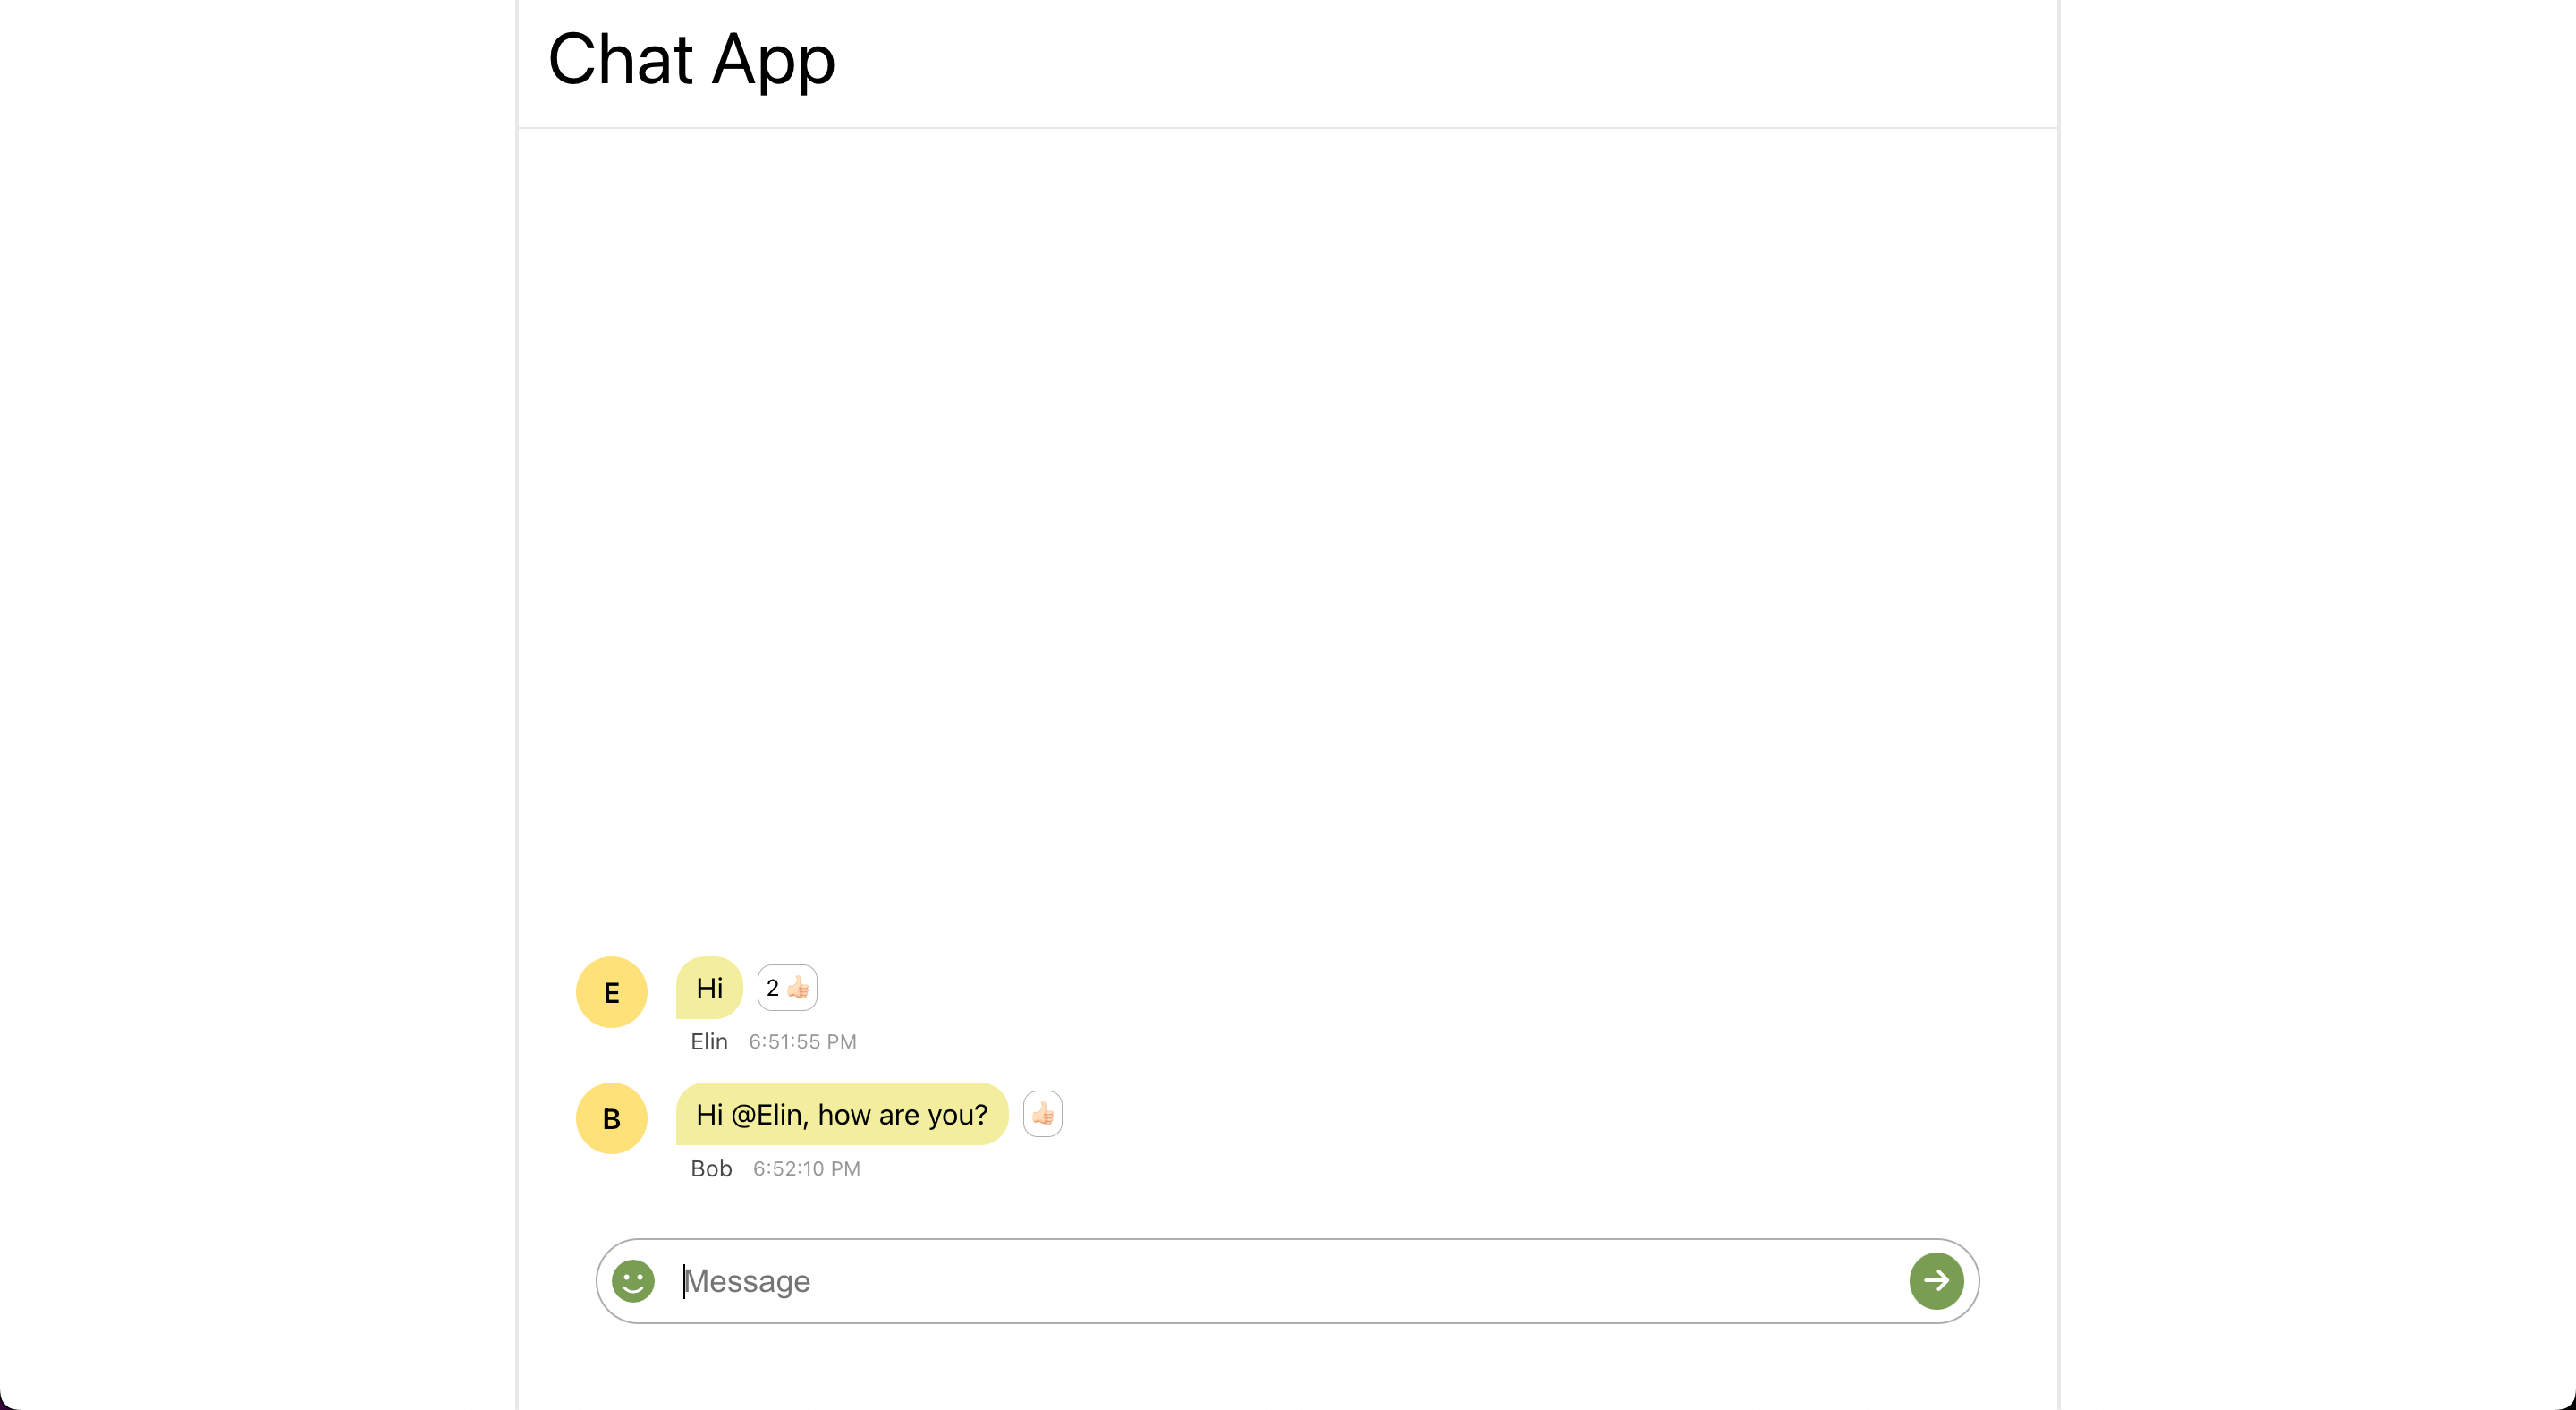 Chat App
E
Hi
2 👍🏻
Elin 6:51:55 PM
B
Hi @Elin, how are you?
👍🏻
Bob 6:52:10 PM
Message